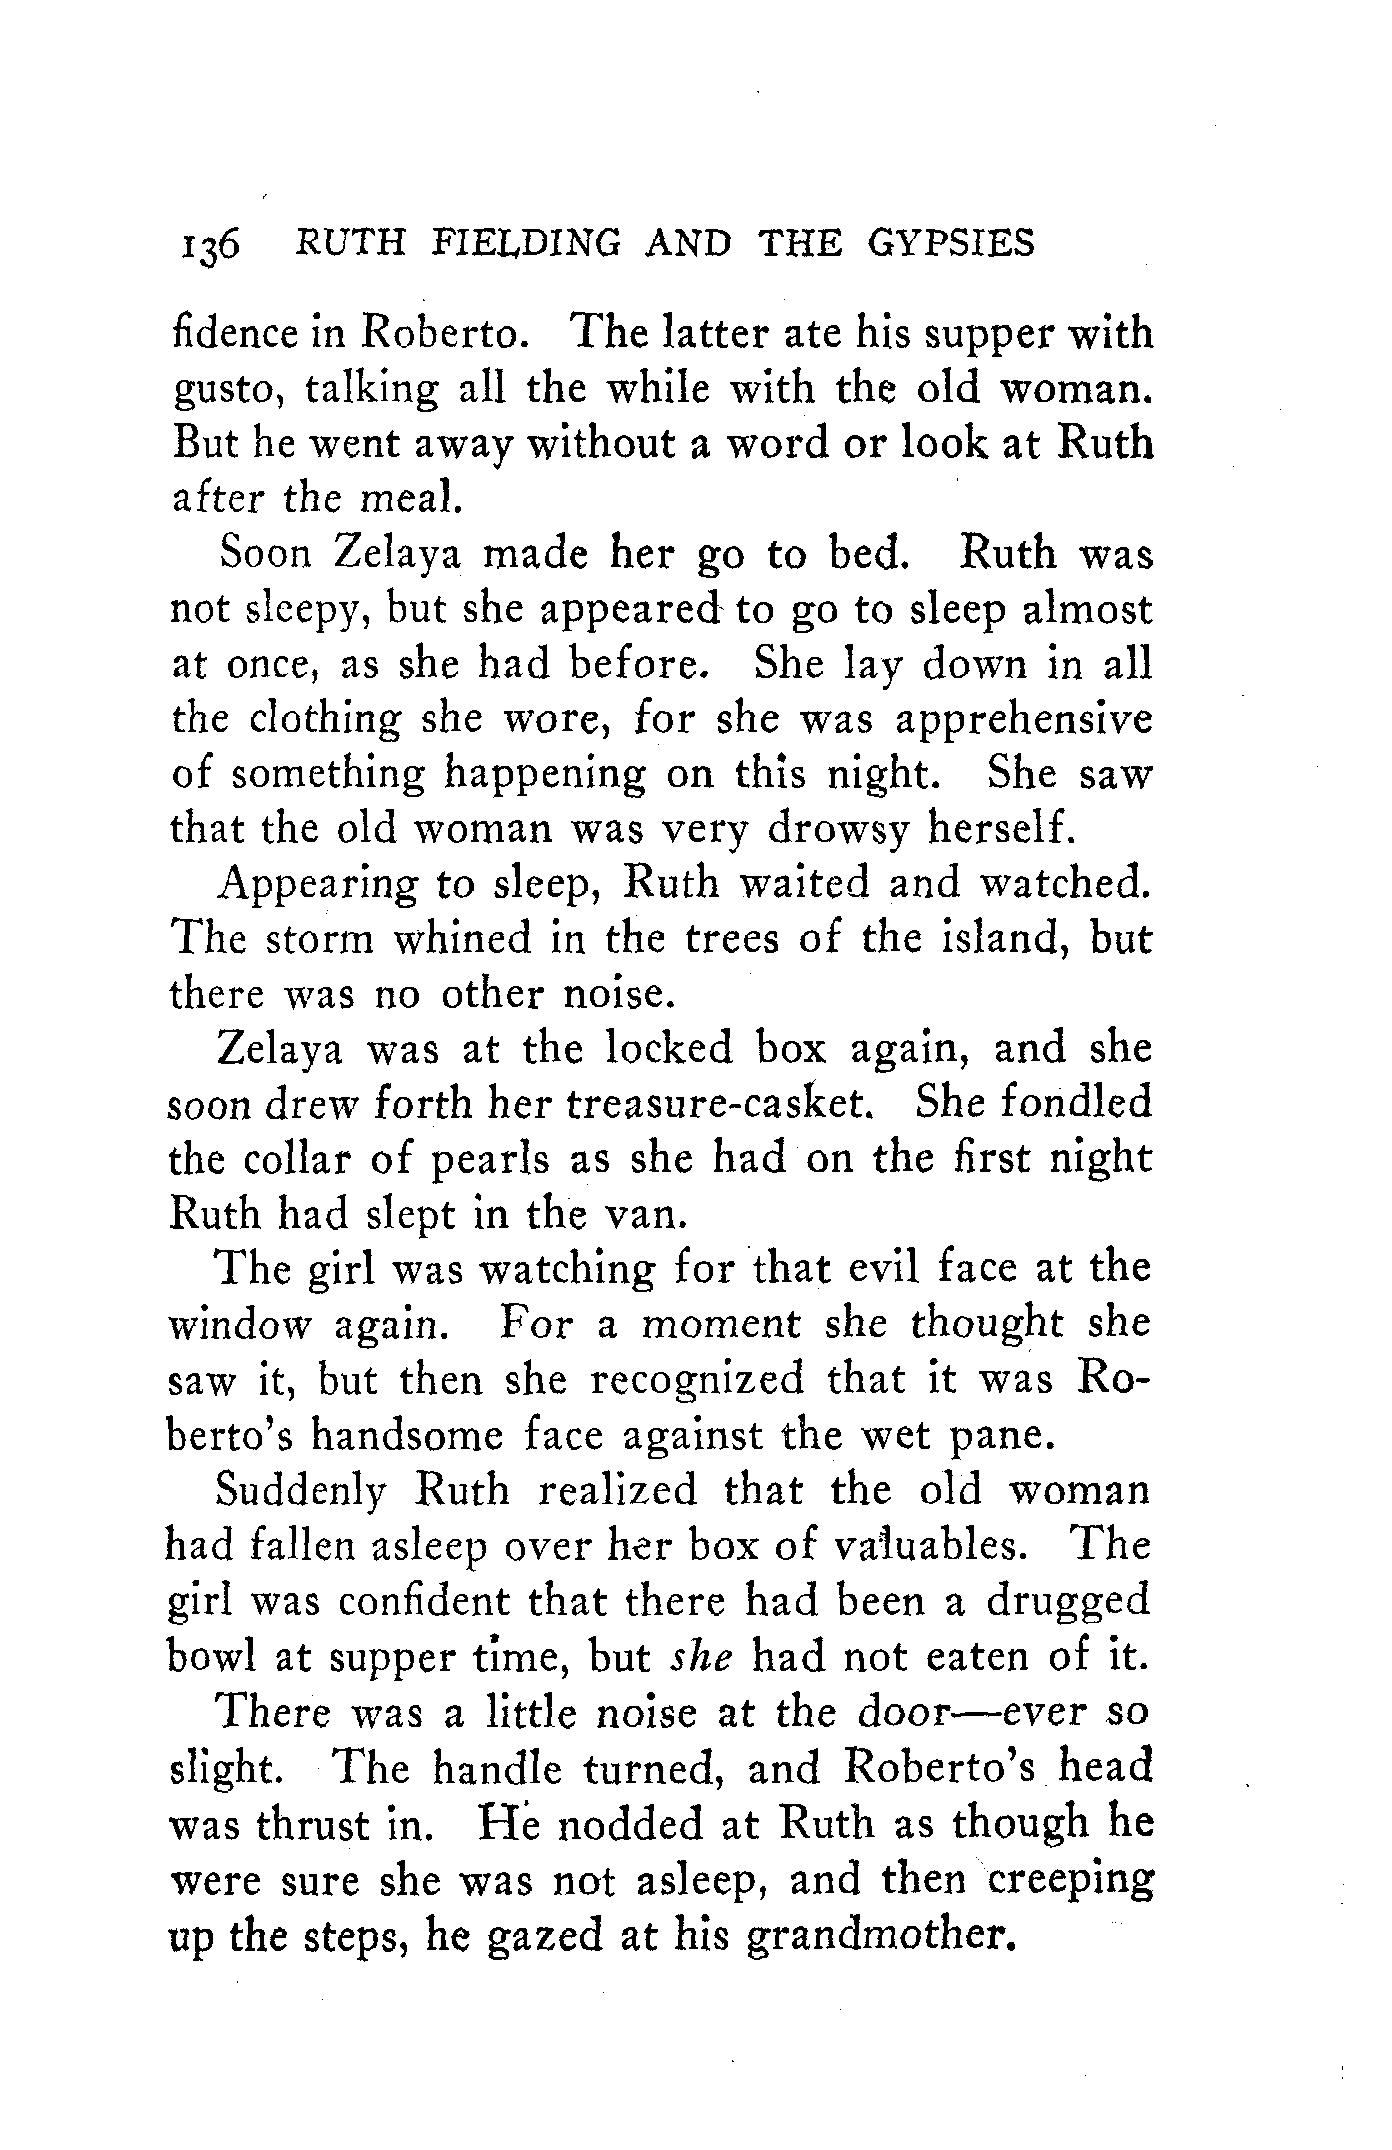 136 RUTH FIELDING AND THE GYPSIES
fidence in Roberto. The latter ate his supper with
gusto, talking all the while with the old woman.
But he went away without a word or look at Ruth
after the meal.
Soon Zelaya made her go to bed. Ruth was
not sleepy, but she appeared to go to sleep almost
at once, as she had before. She lay down in all
the clothing she wore, for she was apprehensive
of something happening on this night. She saw
that the old woman was very drowsy herself.
Appearing to sleep, Ruth waited and watched.
The storm whined in the trees of the island, but
there was no other noise.
Zelaya was at the locked box again, and she
soon drew forth her treasure-casket. She fondled
the collar of pearls as she had on the first night
Ruth had slept in the van.
The girl was watching for that evil face at the
window again. For a moment she thought she
saw it, but then she recognized that it was Ro-
berto's handsome face against the wet pane.
Suddenly Ruth realized that the old woman
had fallen asleep over her box of valuables. The
girl was confident that there had been a drugged
bowl at supper time, but she had not eaten of it.
There was a little noise at the door—ever so
slight. The handle turned, and Roberto's head
was thrust in. He nodded at Ruth as though he
were sure she was not asleep, and then creeping
up the steps, he gazed at his grandmother.